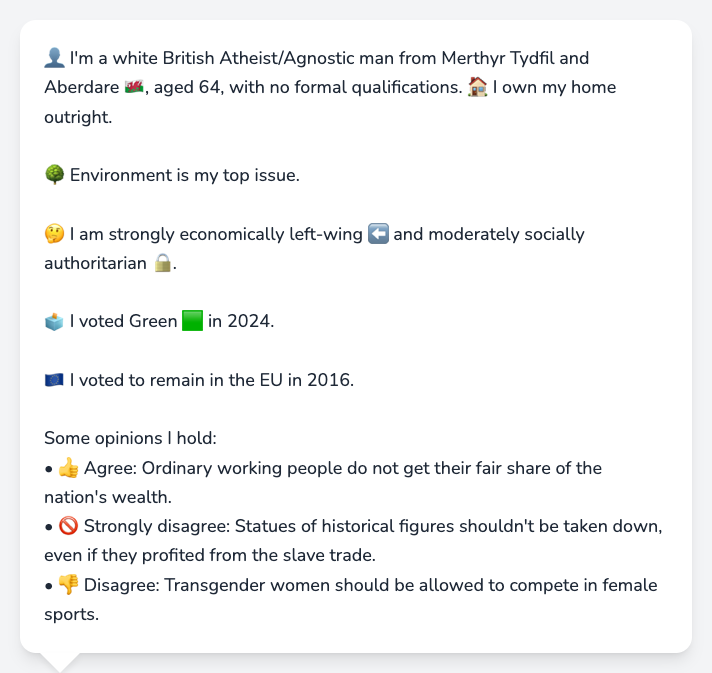 👤 I'm a white British Atheist/Agnostic man from Merthyr Tydfil and
Aberdare 🏴󠁧󠁢󠁷󠁬󠁳󠁿, aged 64, with no formal qualifications. 🏠 I own my home
outright.
🌳 Environment is my top issue.
🤔 I am strongly economically left-wing ⬅️ and moderately socially
authoritarian 🔒.
🗳️ I voted Green 🟩 in 2024.
🇪🇺 I voted to remain in the EU in 2016.
Some opinions I hold:
• 👍 Agree: Ordinary working people do not get their fair share of the
nation's wealth.
• 🚫 Strongly disagree: Statues of historical figures shouldn't be taken down,
even if they profited from the slave trade.
• 👎 Disagree: Transgender women should be allowed to compete in female
sports.